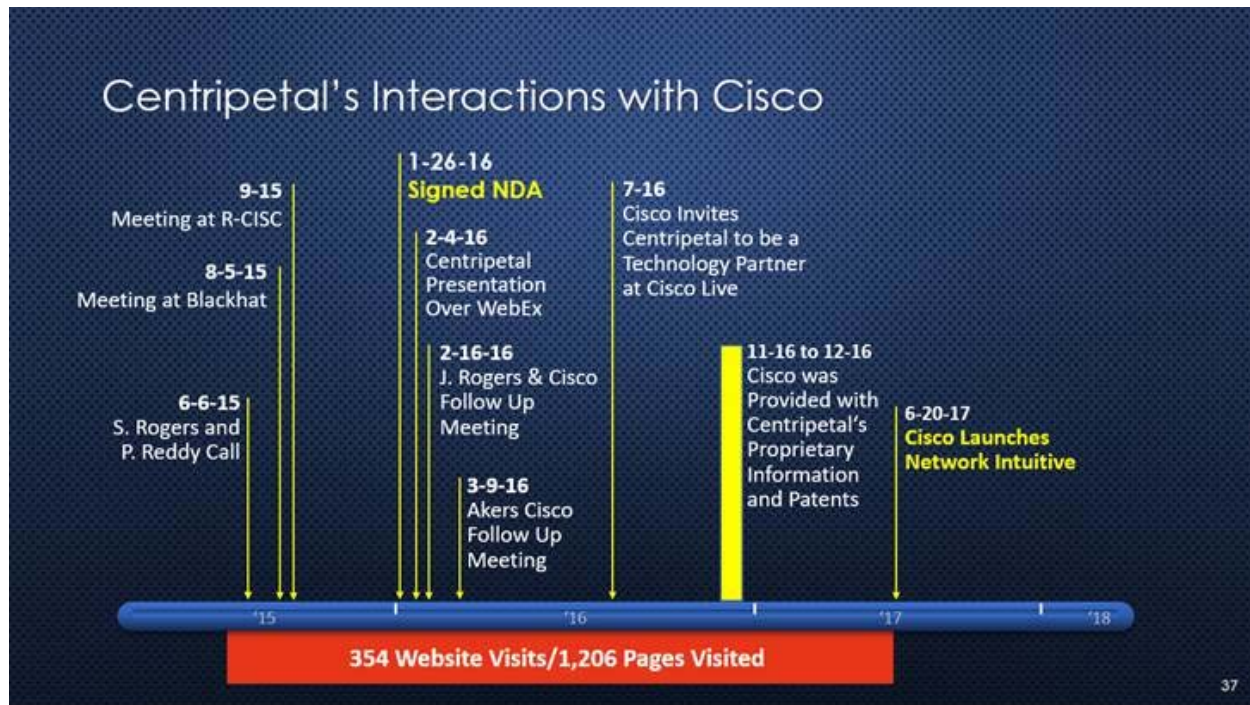 Centripetal's Interactions with Cisco
6-6-15
S. Rogers and
P. Reddy Call
8-5-15
Meeting at Blackhat
9-15
Meeting at R-CISC
1-26-16
Signed NDA
2-4-16
Centripetal
Presentation
Over WebEx
2-16-16
J. Rogers & Cisco
Follow Up
Meeting
3-9-16
Akers Cisco
Follow Up
Meeting
7-16
Cisco Invites
Centripetal to be a
Technology Partner
at Cisco Live
11-16 to 12-16
Cisco was
Provided with
Centripetal's
Proprietary
Information
and Patents
6-20-17
Cisco Launches
Network Intuitive
'15
'16
'17
'18
354 Website Visits/1,206 Pages Visited
37